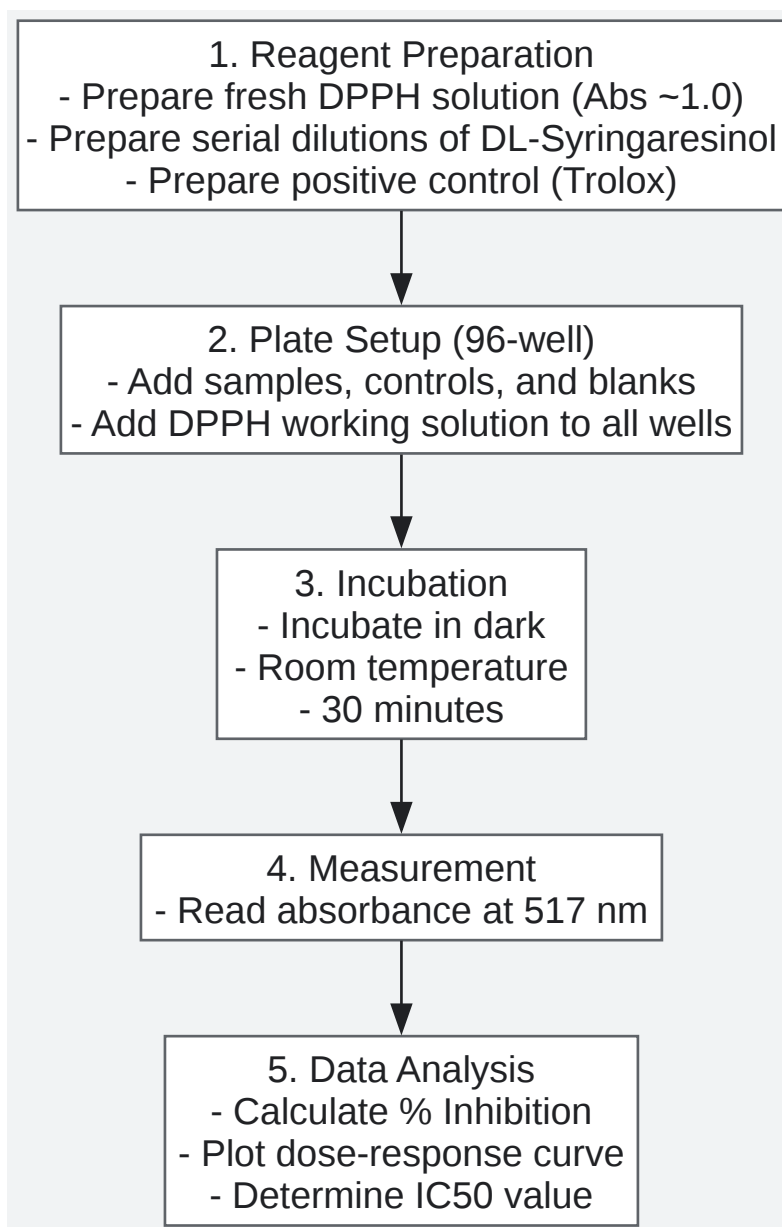 1. Reagent Preparation
- Prepare fresh DPPH solution (Abs ~1.0)
- Prepare serial dilutions of DL-Syringaresinol
- Prepare positive control (Trolox)
2. Plate Setup (96-well)
- Add samples, controls, and blanks
- Add DPPH working solution to all wells
3. Incubation
- Incubate in dark
- Room temperature
- 30 minutes
4. Measurement
- Read absorbance at 517 nm
5. Data Analysis
- Calculate % Inhibition
- Plot dose-response curve
- Determine IC50 value